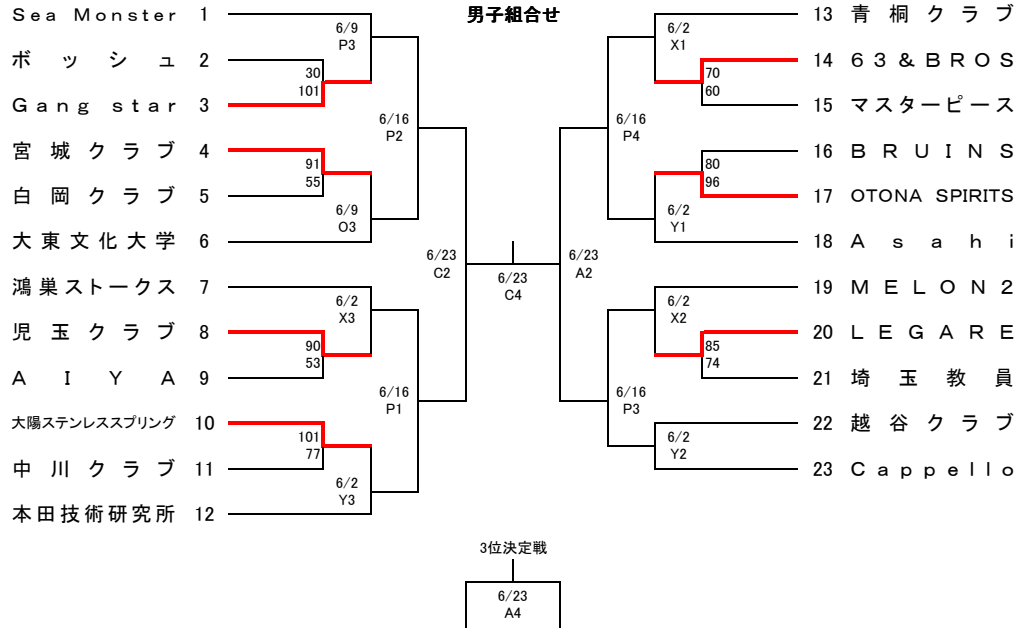 男子組合せ
Sea Monster 1
ボッシュ 2
30
101
Gang star 3
6/9
P3
宮城クラブ 4
91
55
白岡クラブ 5
6/9
O3
大東文化大学 6
6/16
P2
鴻巣ストークス 7
6/2
X3
児玉クラブ 8
90
53
AIYA 9
大陽ステンレススプリング 10
101
77
中川クラブ 11
6/2
Y3
本田技術研究所 12
6/16
P1
6/23
C2
6/23
C4
6/23
A2
13 青桐クラブ
6/2
X1
14 63&BROS
70
60
15 マスターピース
6/16
P4
16 BRUINS
80
96
17 OTONA SPIRITS
6/2
Y1
18 Asahi
19 MELON2
6/2
X2
20 LEGARE
85
74
21 埼玉教員
6/16
P3
22 越谷クラブ
6/2
Y2
23 Cappello
3位決定戦
6/23
A4